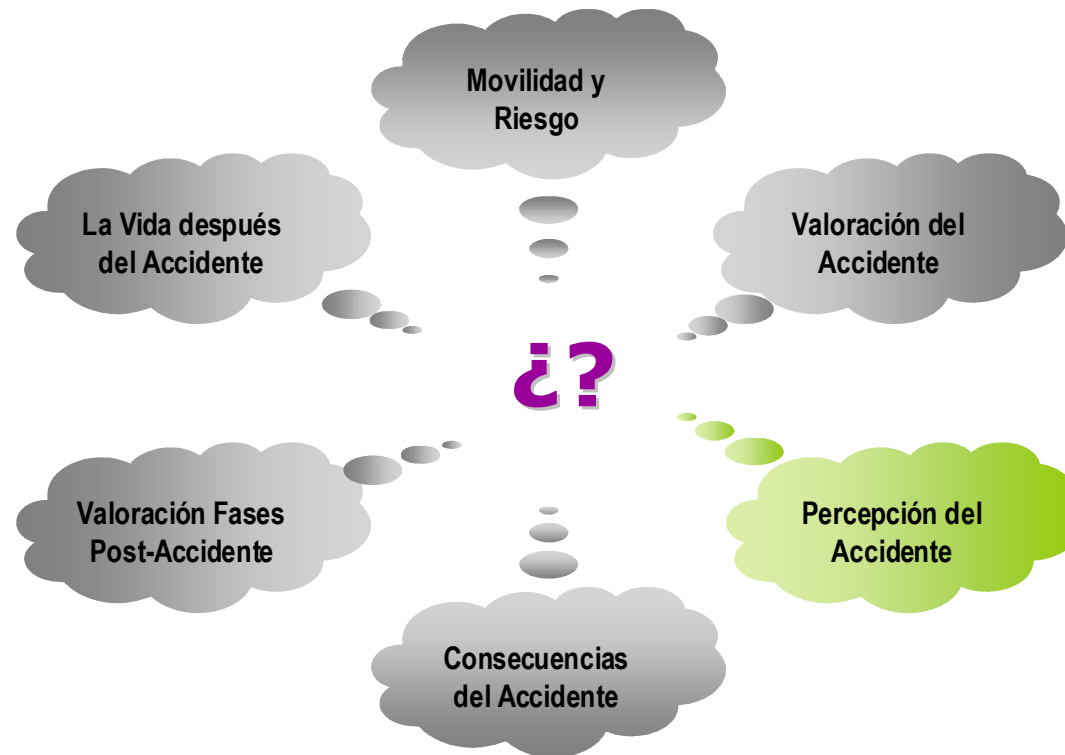 Movilidad y
Riesgo
La Vida después
del Accidente
Valoración del
Accidente
¿?
Valoración Fases
Post-Accidente
Percepción del
Accidente
Consecuencias
del Accidente